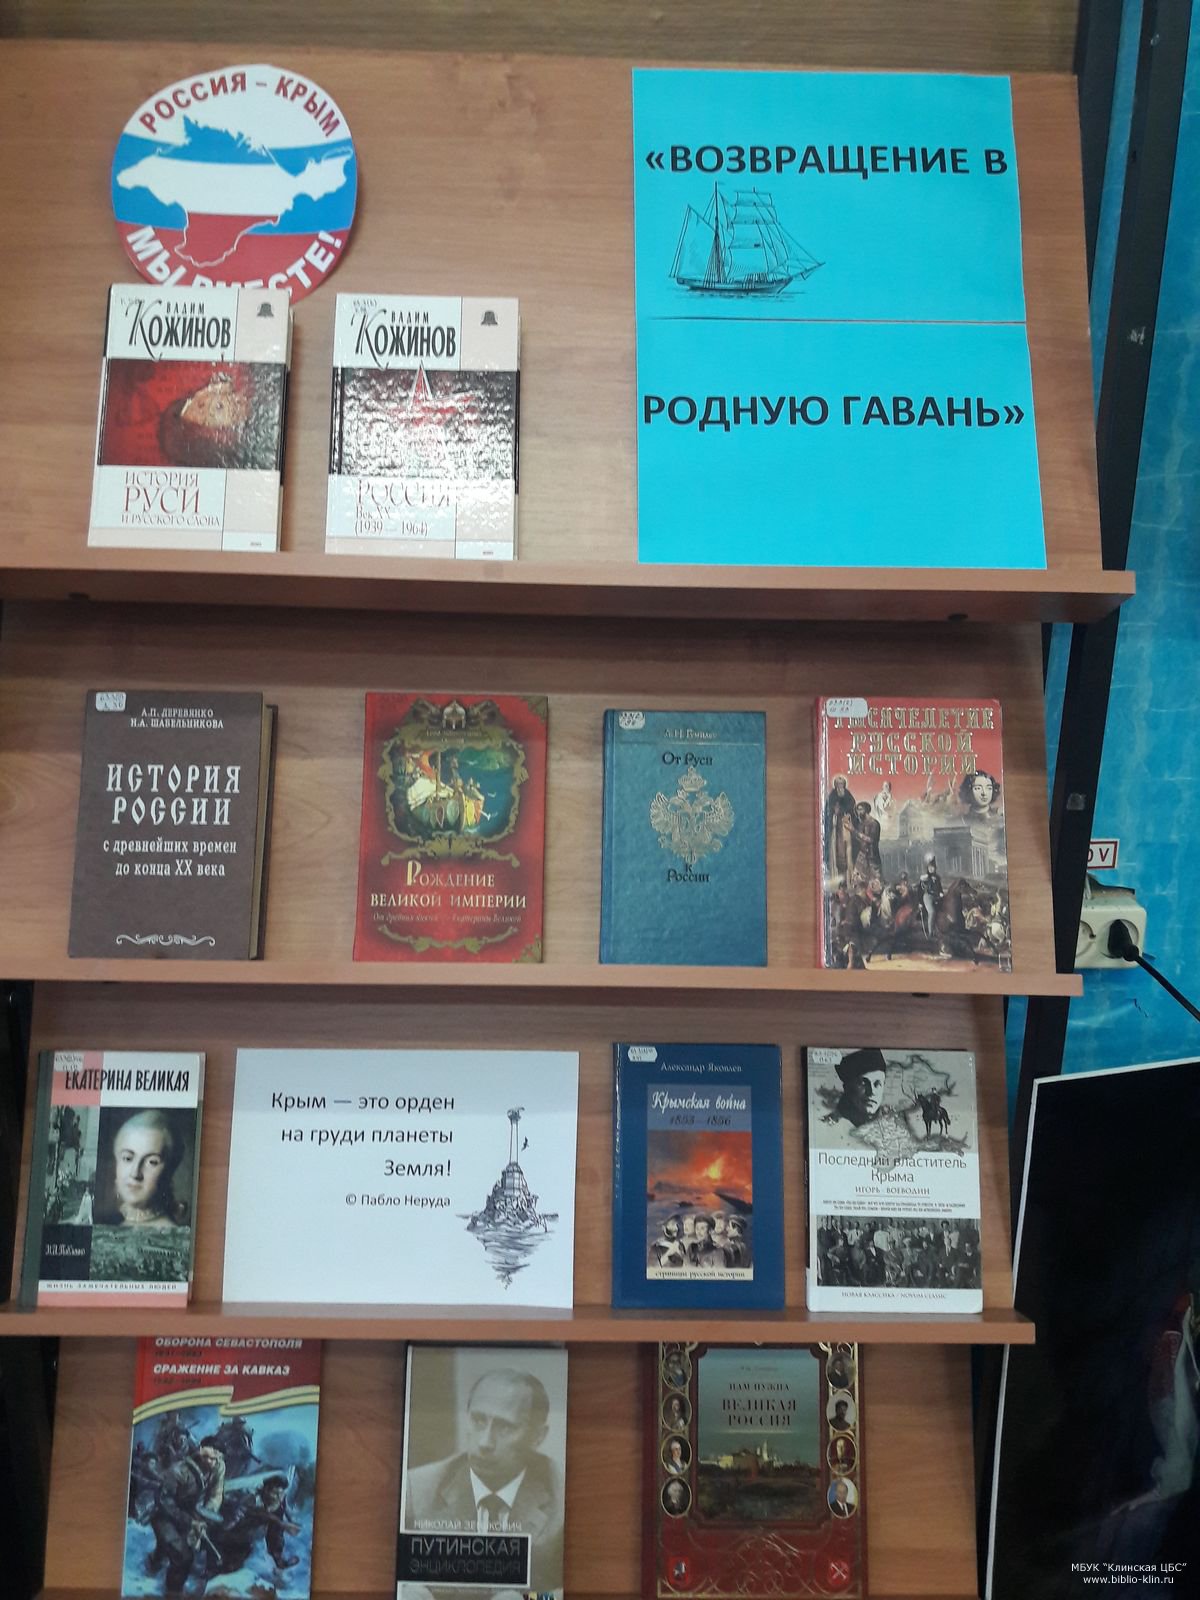 РОССИЯ – КРЫМ
МЫ ВМЕСТЕ!
«ВОЗВРАЩЕНИЕ В
РОДНУЮ ГАВАНЬ»
ВАДИМ
КОЖИНОВ
ИСТОРИЯ
РУСИ
И РУССКОГО СЛОВА
ВАДИМ
КОЖИНОВ
РОССИЯ
Век XX
(1939 — 1964)
А.П. ДЕРЕВЯНКО
Н.А. ШАБЕЛЬНИКОВА
ИСТОРИЯ
РОССИИ
с древнейших времен
до конца XX века
РОЖДЕНИЕ
ВЕЛИКОЙ ИМПЕРИИ
Л. Н. Гумилев
От Руси
к
России
ТЫСЯЧЕЛЕТИЕ
РУССКОЙ
ИСТОРИИ
ЕКАТЕРИНА ВЕЛИКАЯ
ЖИЗНЬ ЗАМЕЧАТЕЛЬНЫХ ЛЮДЕЙ
Крым — это орден
на груди планеты
Земля!
© Пабло Неруда
Александр Яковлев
Крымская война
1853—1856
страницы русской истории
Последний властитель
Крыма
ИГОРЬ ВОЕВОДИН
НОВАЯ КЛАССИКА / NOVUM CLASSIC
ОБОРОНА СЕВАСТОПОЛЯ
СРАЖЕНИЕ ЗА КАВКАЗ
НИКОЛАЙ ЗЕНЬКОВИЧ
ПУТИНСКАЯ
ЭНЦИКЛОПЕДИЯ
НАМ НУЖНА
ВЕЛИКАЯ
РОССИЯ
МБУК "Клинская ЦБС"
www.biblio-klin.ru